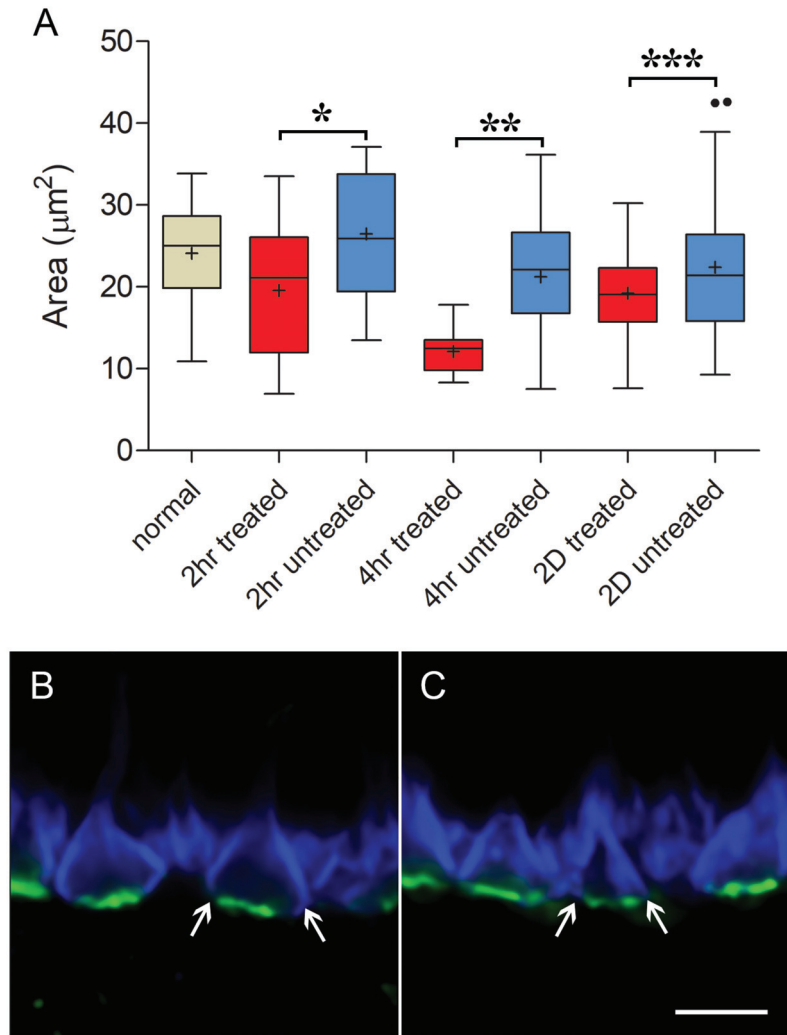 A
50
40
30
20
10
0
Area (μm²)
*
**
***
normal
2hr treated
2hr untreated
4hr treated
4hr untreated
2D treated
2D untreated
B
C